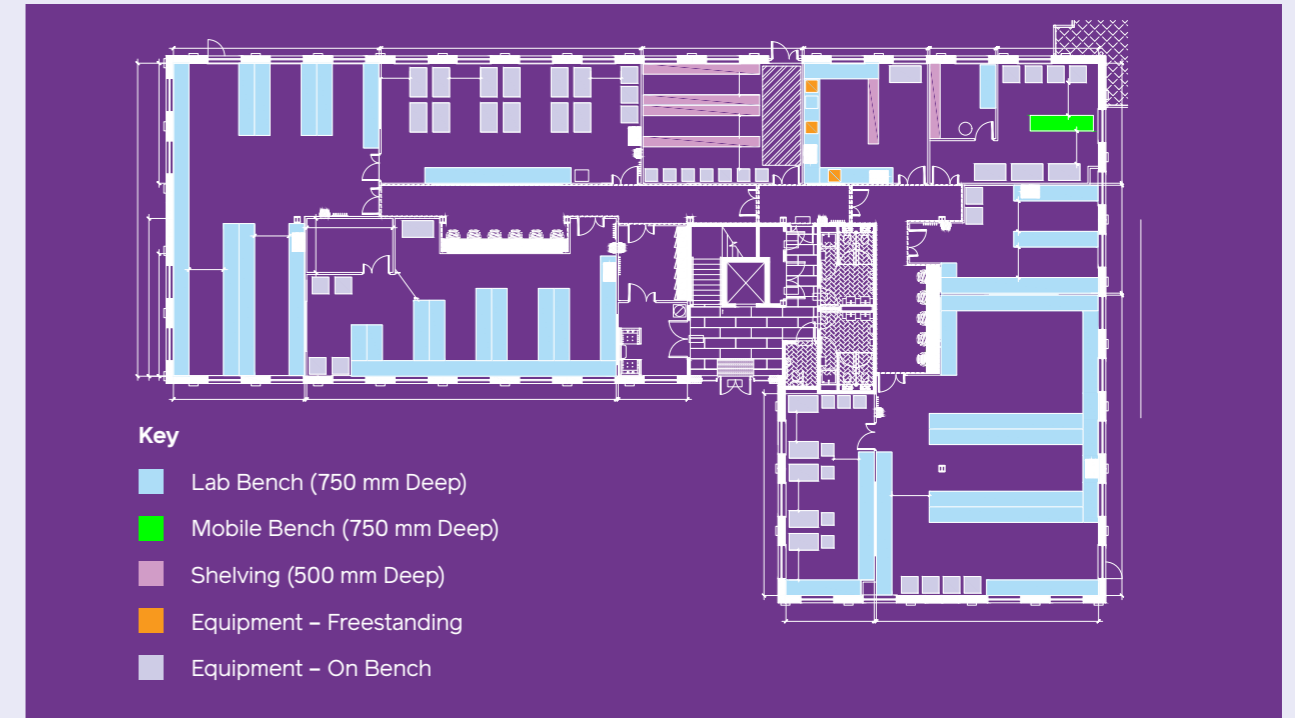 Key
Lab Bench (750 mm Deep)
Mobile Bench (750 mm Deep)
Shelving (500 mm Deep)
Equipment – Freestanding
Equipment – On Bench